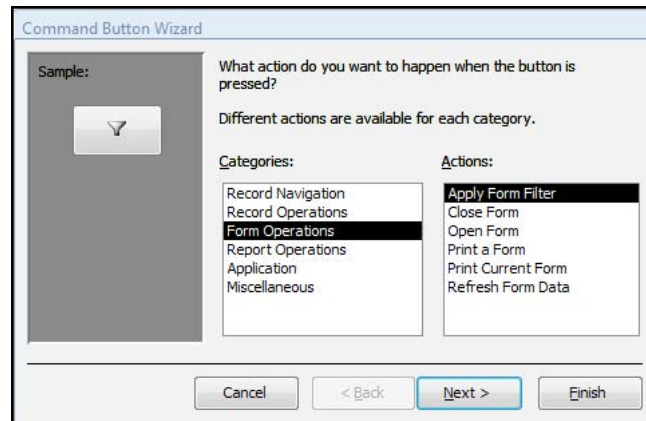 Command Button Wizard
Sample:
What action do you want to happen when the button is
pressed?
Different actions are available for each category.
Categories:
Actions:
Record Navigation
Record Operations
Form Operations
Report Operations
Application
Miscellaneous
Apply Form Filter
Close Form
Open Form
Print a Form
Print Current Form
Refresh Form Data
Cancel
< Back
Next >
Finish